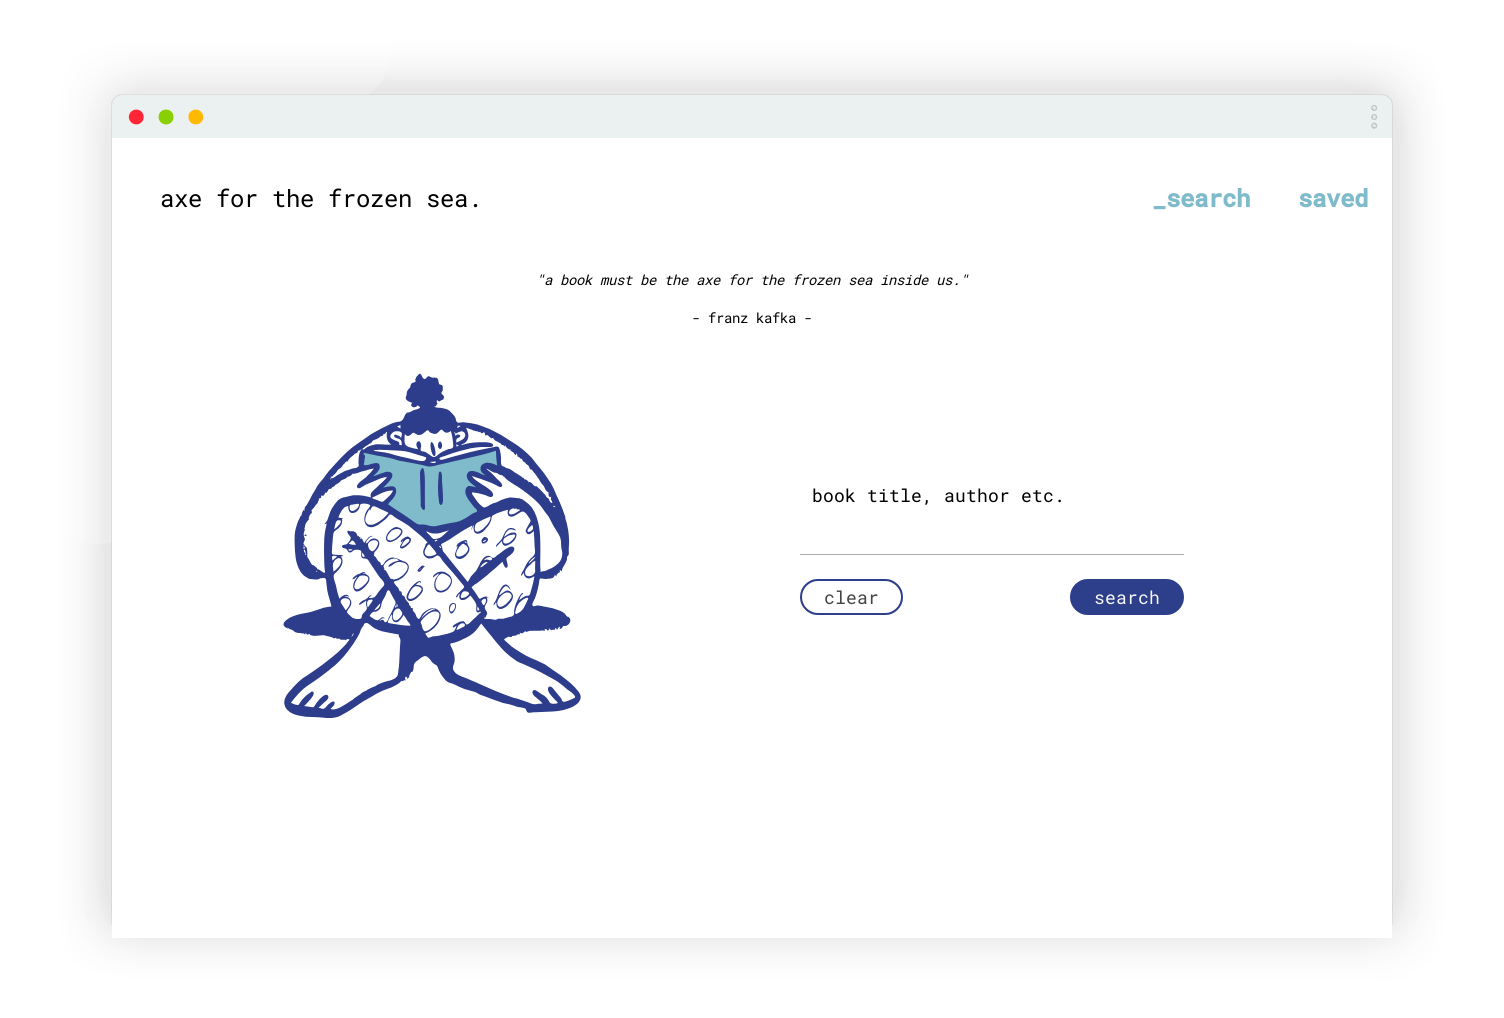 axe for the frozen sea.
_search saved
"a book must be the axe for the frozen sea inside us."
- franz kafka -
book title, author etc.
clear search